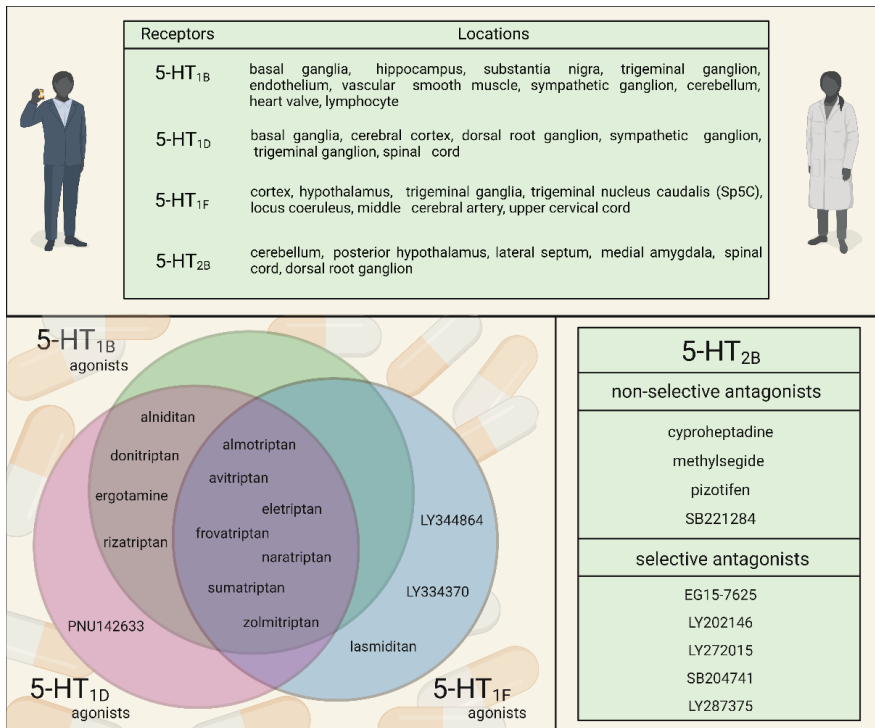 Receptors Locations
5-HT1B basal ganglia, hippocampus, substantia nigra, trigeminal ganglion,
endothelium, vascular smooth muscle, sympathetic ganglion, cerebellum,
heart valve, lymphocyte
5-HT1D basal ganglia, cerebral cortex, dorsal root ganglion, sympathetic ganglion,
trigeminal ganglion, spinal cord
5-HT1F cortex, hypothalamus, trigeminal ganglia, trigeminal nucleus caudalis (Sp5C),
locus coeruleus, middle cerebral artery, upper cervical cord
5-HT2B cerebellum, posterior hypothalamus, lateral septum, medial amygdala, spinal
cord, dorsal root ganglion
5-HT1B
agonists
alniditan
donitriptan
ergotamine
rizatriptan
almotriptan
avitriptan
eletriptan
frovatriptan
naratriptan
sumatriptan
zolmitriptan
PNU142633
LY344864
LY334370
lasmiditan
5-HT1D
agonists
5-HT1F
agonists
5-HT2B
non-selective antagonists
cyproheptadine
methylsegide
pizotifen
SB221284
selective antagonists
EG15-7625
LY202146
LY272015
SB204741
LY287375